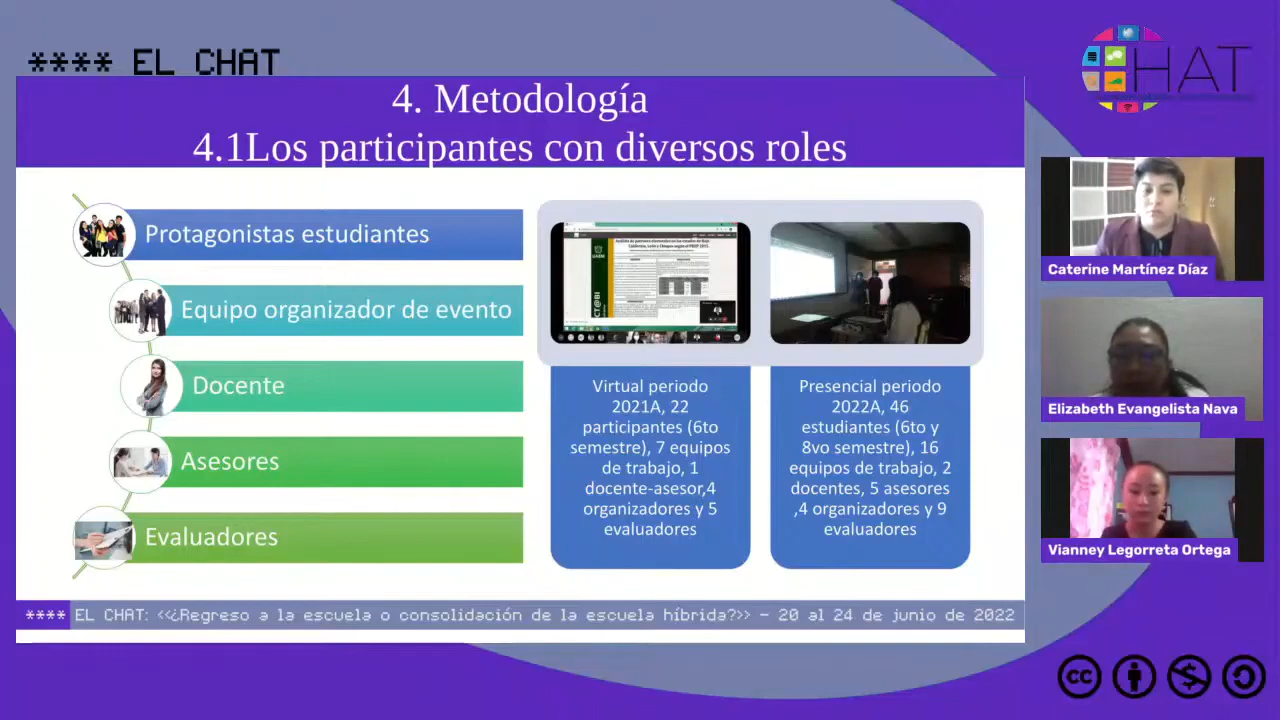 **** EL CHAT
HAT
4. Metodología
4.1Los participantes con diversos roles
Protagonistas estudiantes
Equipo organizador de evento
Docente
Asesores
Evaluadores
Virtual periodo
2021A, 22
participantes (6to
semestre), 7 equipos
de trabajo, 1
docente-asesor,4
organizadores y 5
evaluadores
Presencial periodo
2022A, 46
estudiantes (6to y
8vo semestre), 16
equipos de trabajo, 2
docentes, 5 asesores
,4 organizadores y 9
evaluadores
Caterine Martínez Díaz
Elizabeth Evangelista Nava
Vianney Legorreta Ortega
**** EL CHAT: <<¿Regreso a la escuela o consolidación de la escuela híbrida?>> – 20 al 24 de junio de 2022
cc